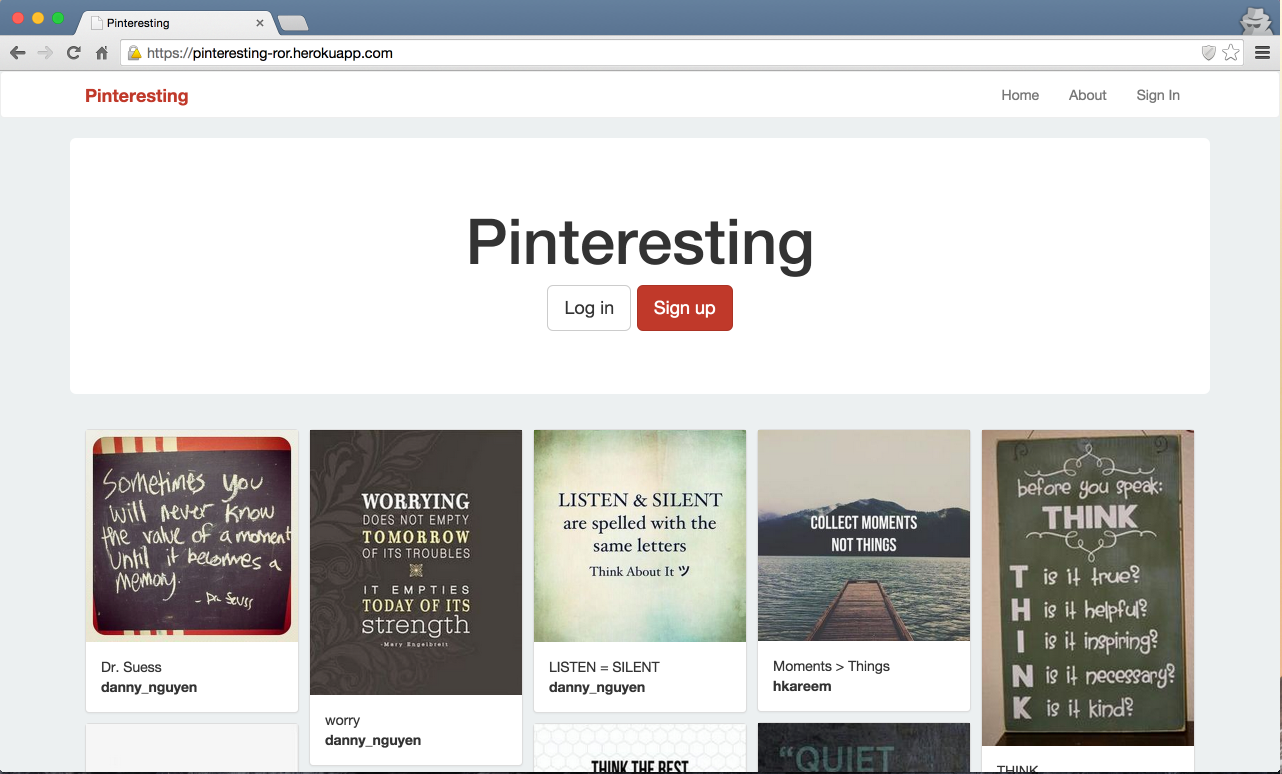 Pinteresting
https://pinteresting-ror.herokuapp.com
Pinteresting
Home
About
Sign In
Pinteresting
Log in
Sign up
Sometimes you
will never know
the value of a moment
Until it becomes a
memory.
- Dr. Seuss
Dr. Suess
danny_nguyen
WORRYING
DOES NOT EMPTY
TOMORROW
OF ITS TROUBLES
IT EMPTIES
TODAY OF ITS
strength
-Mary Engelbreit
worry
danny_nguyen
LISTEN & SILENT
are spelled with the
same letters
Think About It ツ
LISTEN = SILENT
danny_nguyen
COLLECT MOMENTS
NOT THINGS
Moments > Things
hkareem
before you speak:
THINK
T is it true?
H is it helpful?
I is it inspiring?
N is it necessary?
K is it kind?
THINK
THINK THE BEST
"QUIET